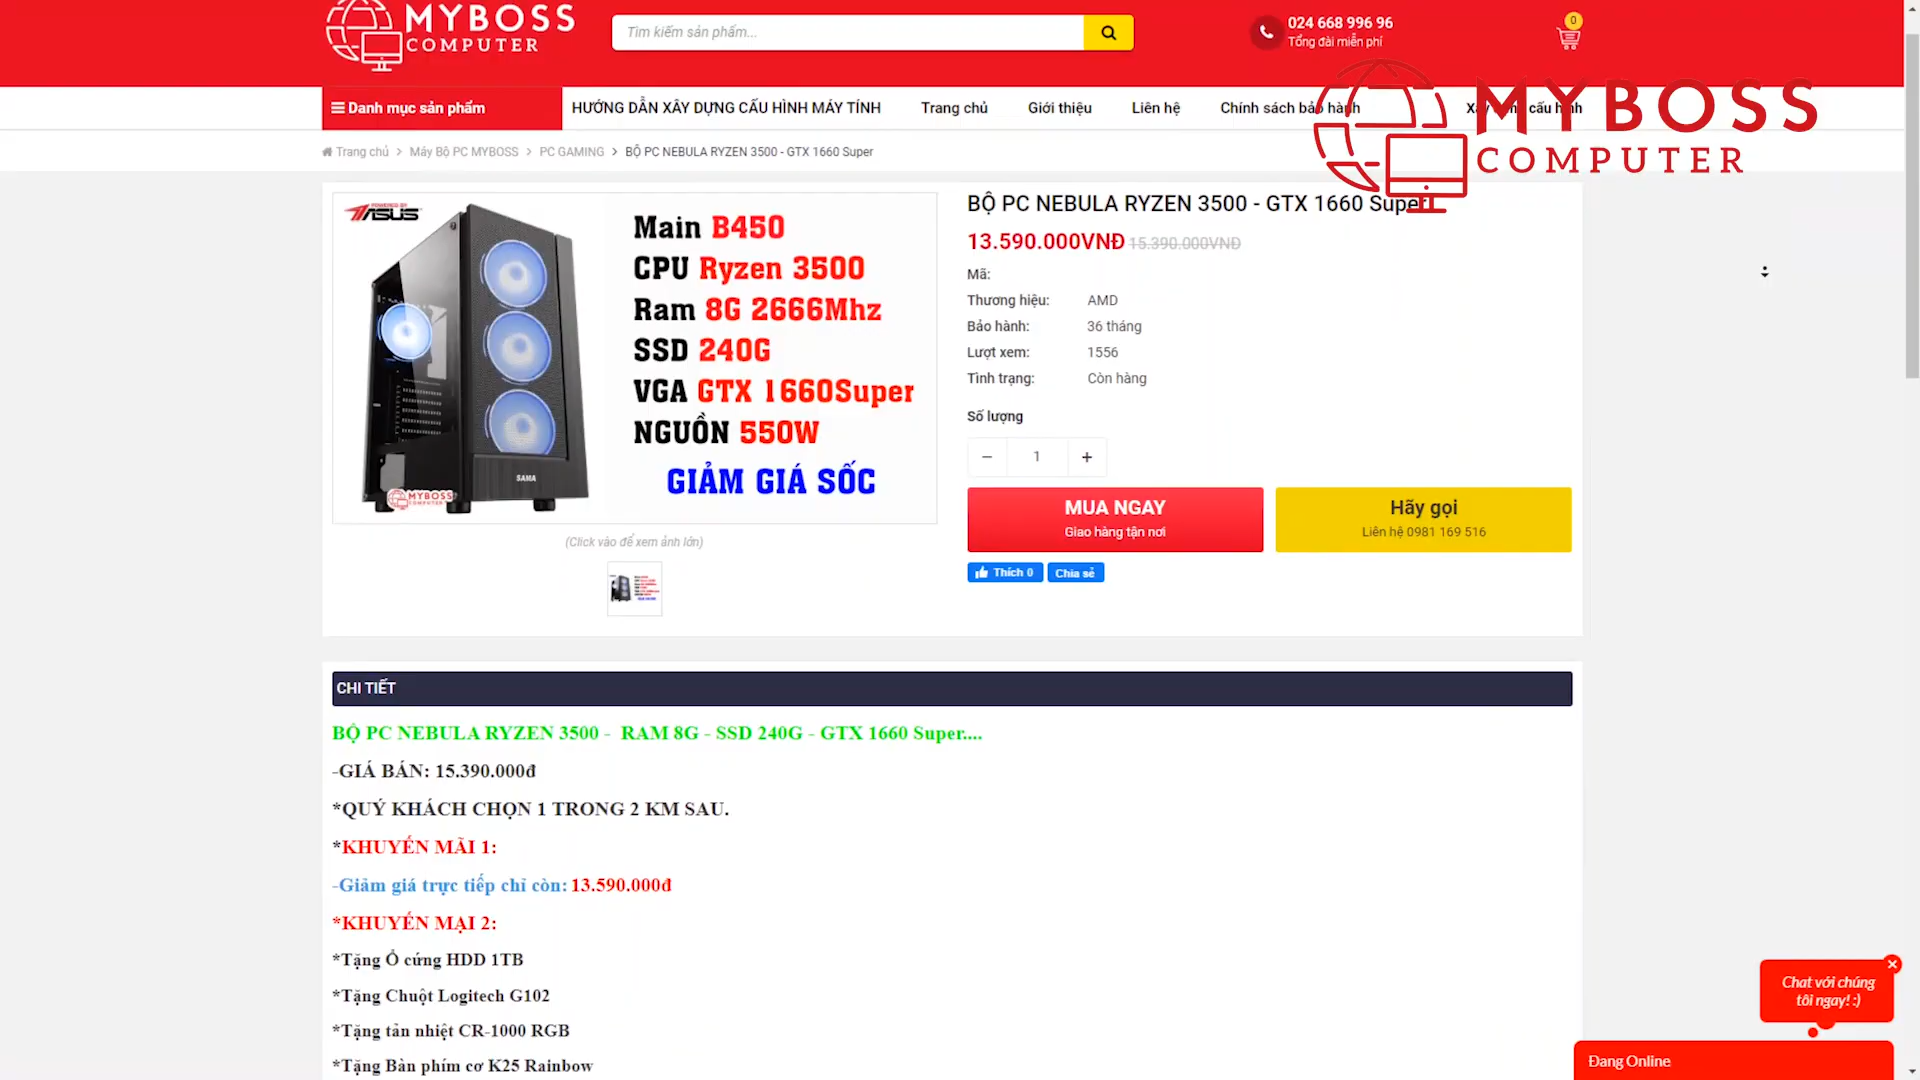 MYBOSS
COMPUTER
Tìm kiếm sản phẩm...
024 668 996 96
Tổng đài miễn phí
0
Danh mục sản phẩm
HƯỚNG DẪN XÂY DỰNG CẤU HÌNH MÁY TÍNH
Trang chủ
Giới thiệu
Liên hệ
Chính sách bảo hành
cấu hình
MYBOSS
COMPUTER
Trang chủ > Máy Bộ PC MYBOSS > PC GAMING > BỘ PC NEBULA RYZEN 3500 - GTX 1660 Super
POWERED BY
ASUS
Main B450
CPU Ryzen 3500
Ram 8G 2666Mhz
SSD 240G
VGA GTX 1660Super
NGUỒN 550W
GIẢM GIÁ SỐC
SAMA
MYBOSS
COMPUTER
(Click vào để xem ảnh lớn)
BỘ PC NEBULA RYZEN 3500 - GTX 1660 Super
13.590.000VNĐ 15.390.000VNĐ
Mã:
Thương hiệu: AMD
Bảo hành: 36 tháng
Lượt xem: 1556
Tình trạng: Còn hàng
Số lượng
− 1 +
MUA NGAY
Giao hàng tận nơi
Hãy gọi
Liên hệ 0981 169 516
Thích 0
Chia sẻ
CHI TIẾT
BỘ PC NEBULA RYZEN 3500 - RAM 8G - SSD 240G - GTX 1660 Super....
-GIÁ BÁN: 15.390.000đ
*QUÝ KHÁCH CHỌN 1 TRONG 2 KM SAU.
*KHUYẾN MÃI 1:
-Giảm giá trực tiếp chỉ còn: 13.590.000đ
*KHUYẾN MẠI 2:
*Tặng Ổ cứng HDD 1TB
*Tặng Chuột Logitech G102
*Tặng tản nhiệt CR-1000 RGB
*Tặng Bàn phím cơ K25 Rainbow
Chat với chúng
tôi ngay! :)
Đang Online